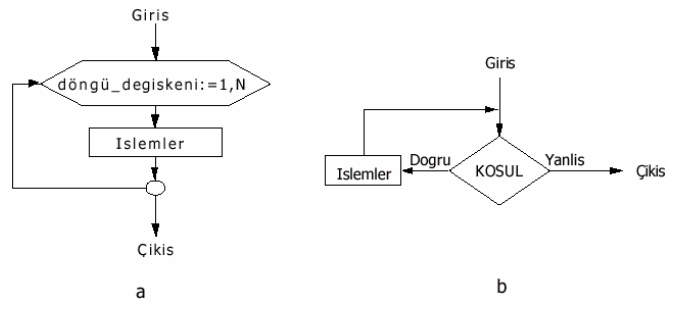 Giris
döngü_degiskeni:=1,N
Islemler
Çikis
a
Giris
Dogru
KOSUL
Yanlis
Islemler
Çikis
b